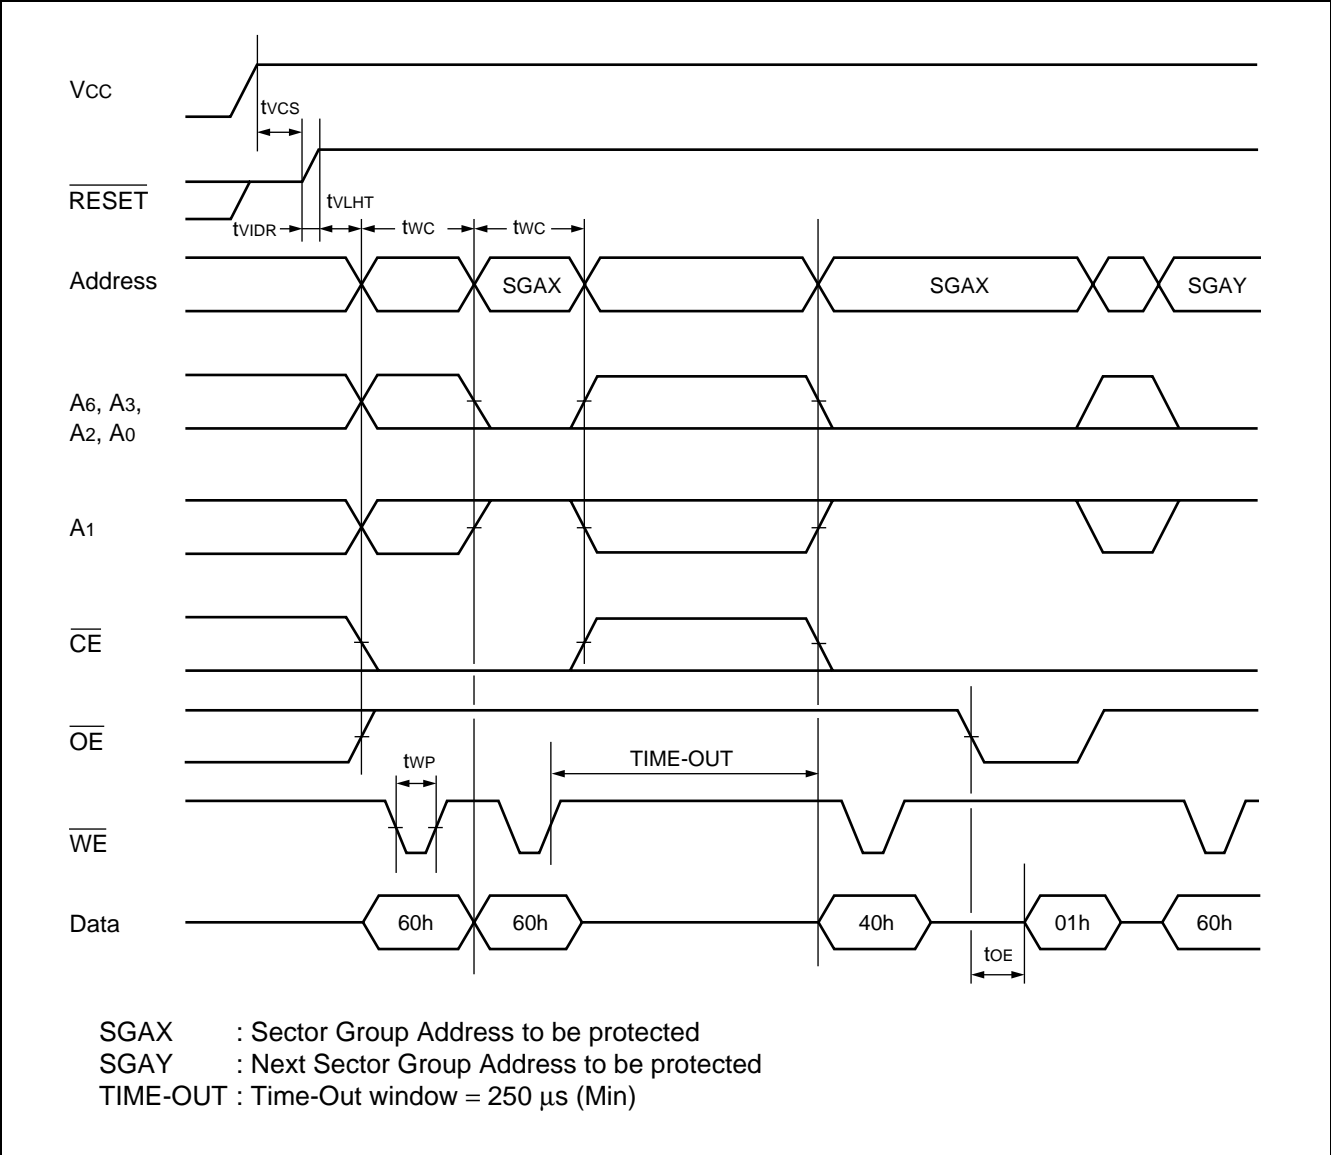 VCC
tVCS
RESET
tVLHT
tVIDR
tWC
tWC
Address
SGAX
SGAX
SGAY
A6, A3,
A2, A0
A1
CE
OE
tWP
TIME-OUT
WE
Data
60h
60h
40h
01h
60h
tOE
SGAX : Sector Group Address to be protected
SGAY : Next Sector Group Address to be protected
TIME-OUT : Time-Out window = 250 μs (Min)